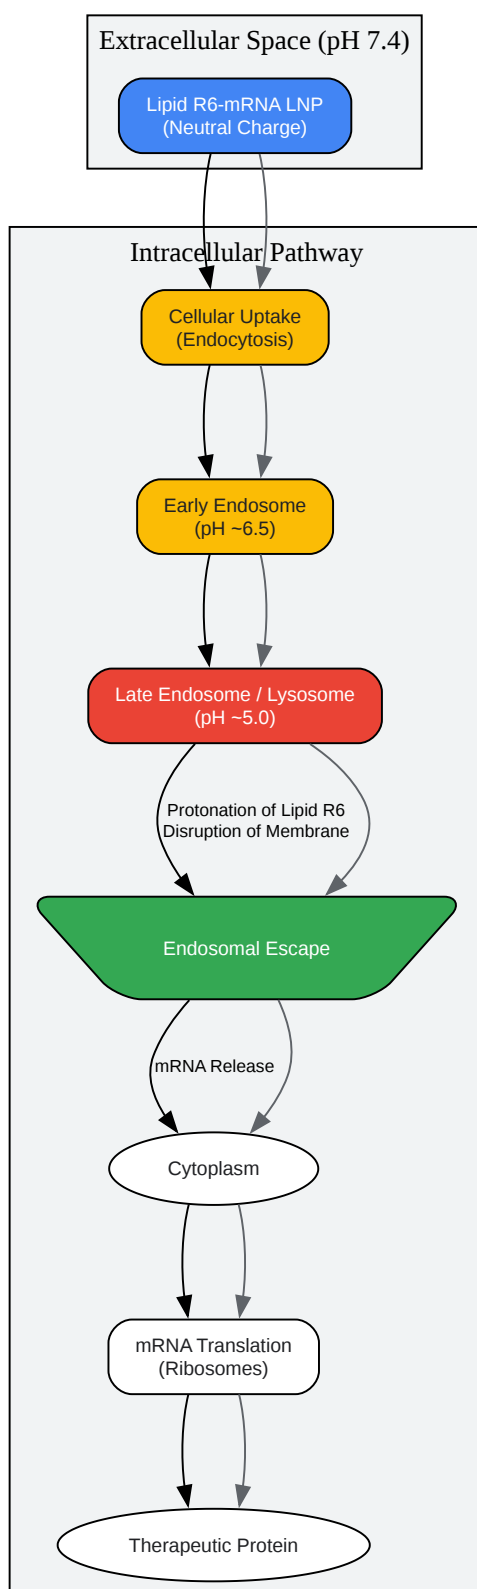 Extracellular Space (pH 7.4)
Lipid R6-mRNA LNP
(Neutral Charge)
Intracellular Pathway
Cellular Uptake
(Endocytosis)
Early Endosome
(pH ~6.5)
Late Endosome / Lysosome
(pH ~5.0)
Protonation of Lipid R6
Disruption of Membrane
Endosomal Escape
mRNA Release
Cytoplasm
mRNA Translation
(Ribosomes)
Therapeutic Protein